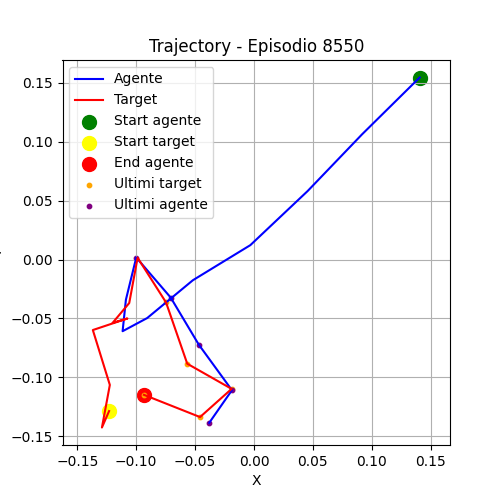 Trajectory - Episodio 8550
Agente
Target
Start agente
Start target
End agente
Ultimi target
Ultimi agente
0.15
0.10
0.05
0.00
−0.05
−0.10
−0.15
−0.15
−0.10
−0.05
0.00
0.05
0.10
0.15
X